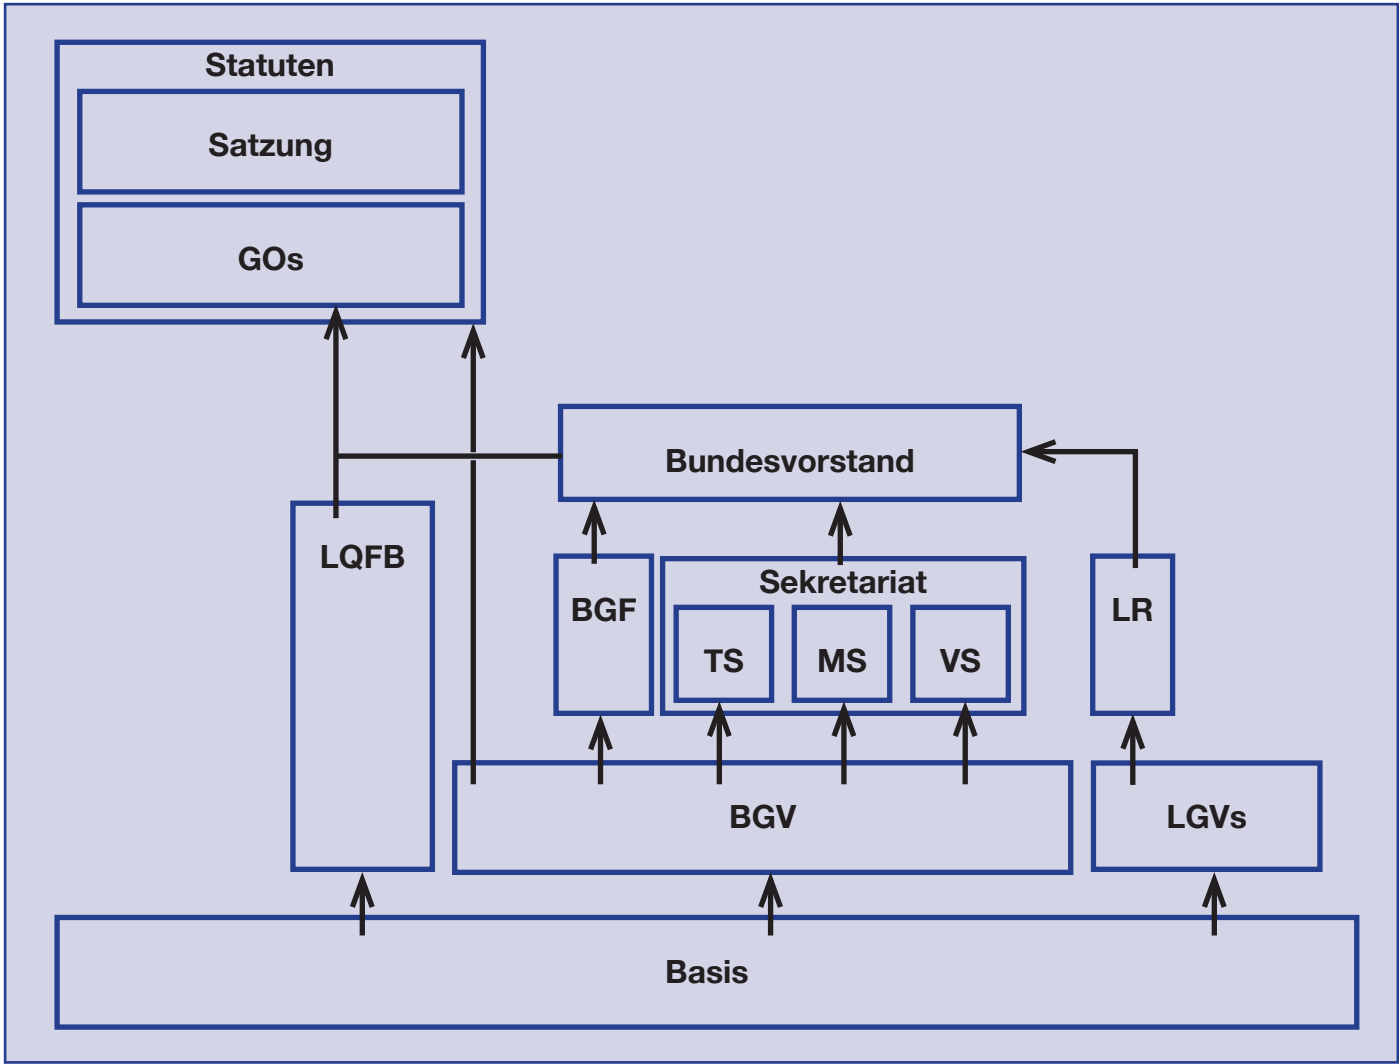 Statuten
Satzung
GOs
Bundesvorstand
LQFB
BGF
Sekretariat
TS
MS
VS
LR
BGV
LGVs
Basis